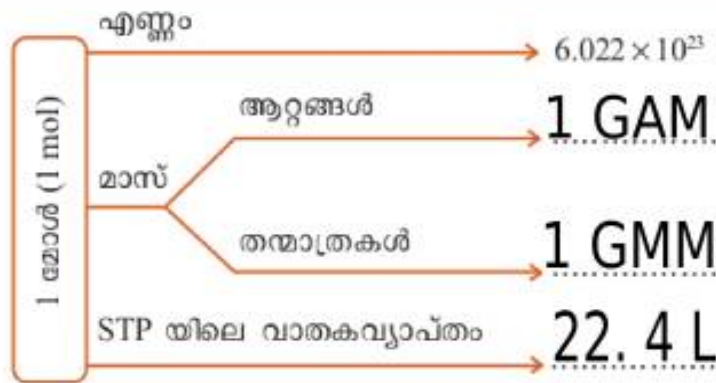 എണ്ണം
6.022 × 10²³
1 മോൾ (1 mol)
ആറ്റങ്ങൾ
1 GAM
മാസ്
തന്മാത്രകൾ
1 GMM
STP യിലെ വാതകവ്യാപ്തം
22. 4 L